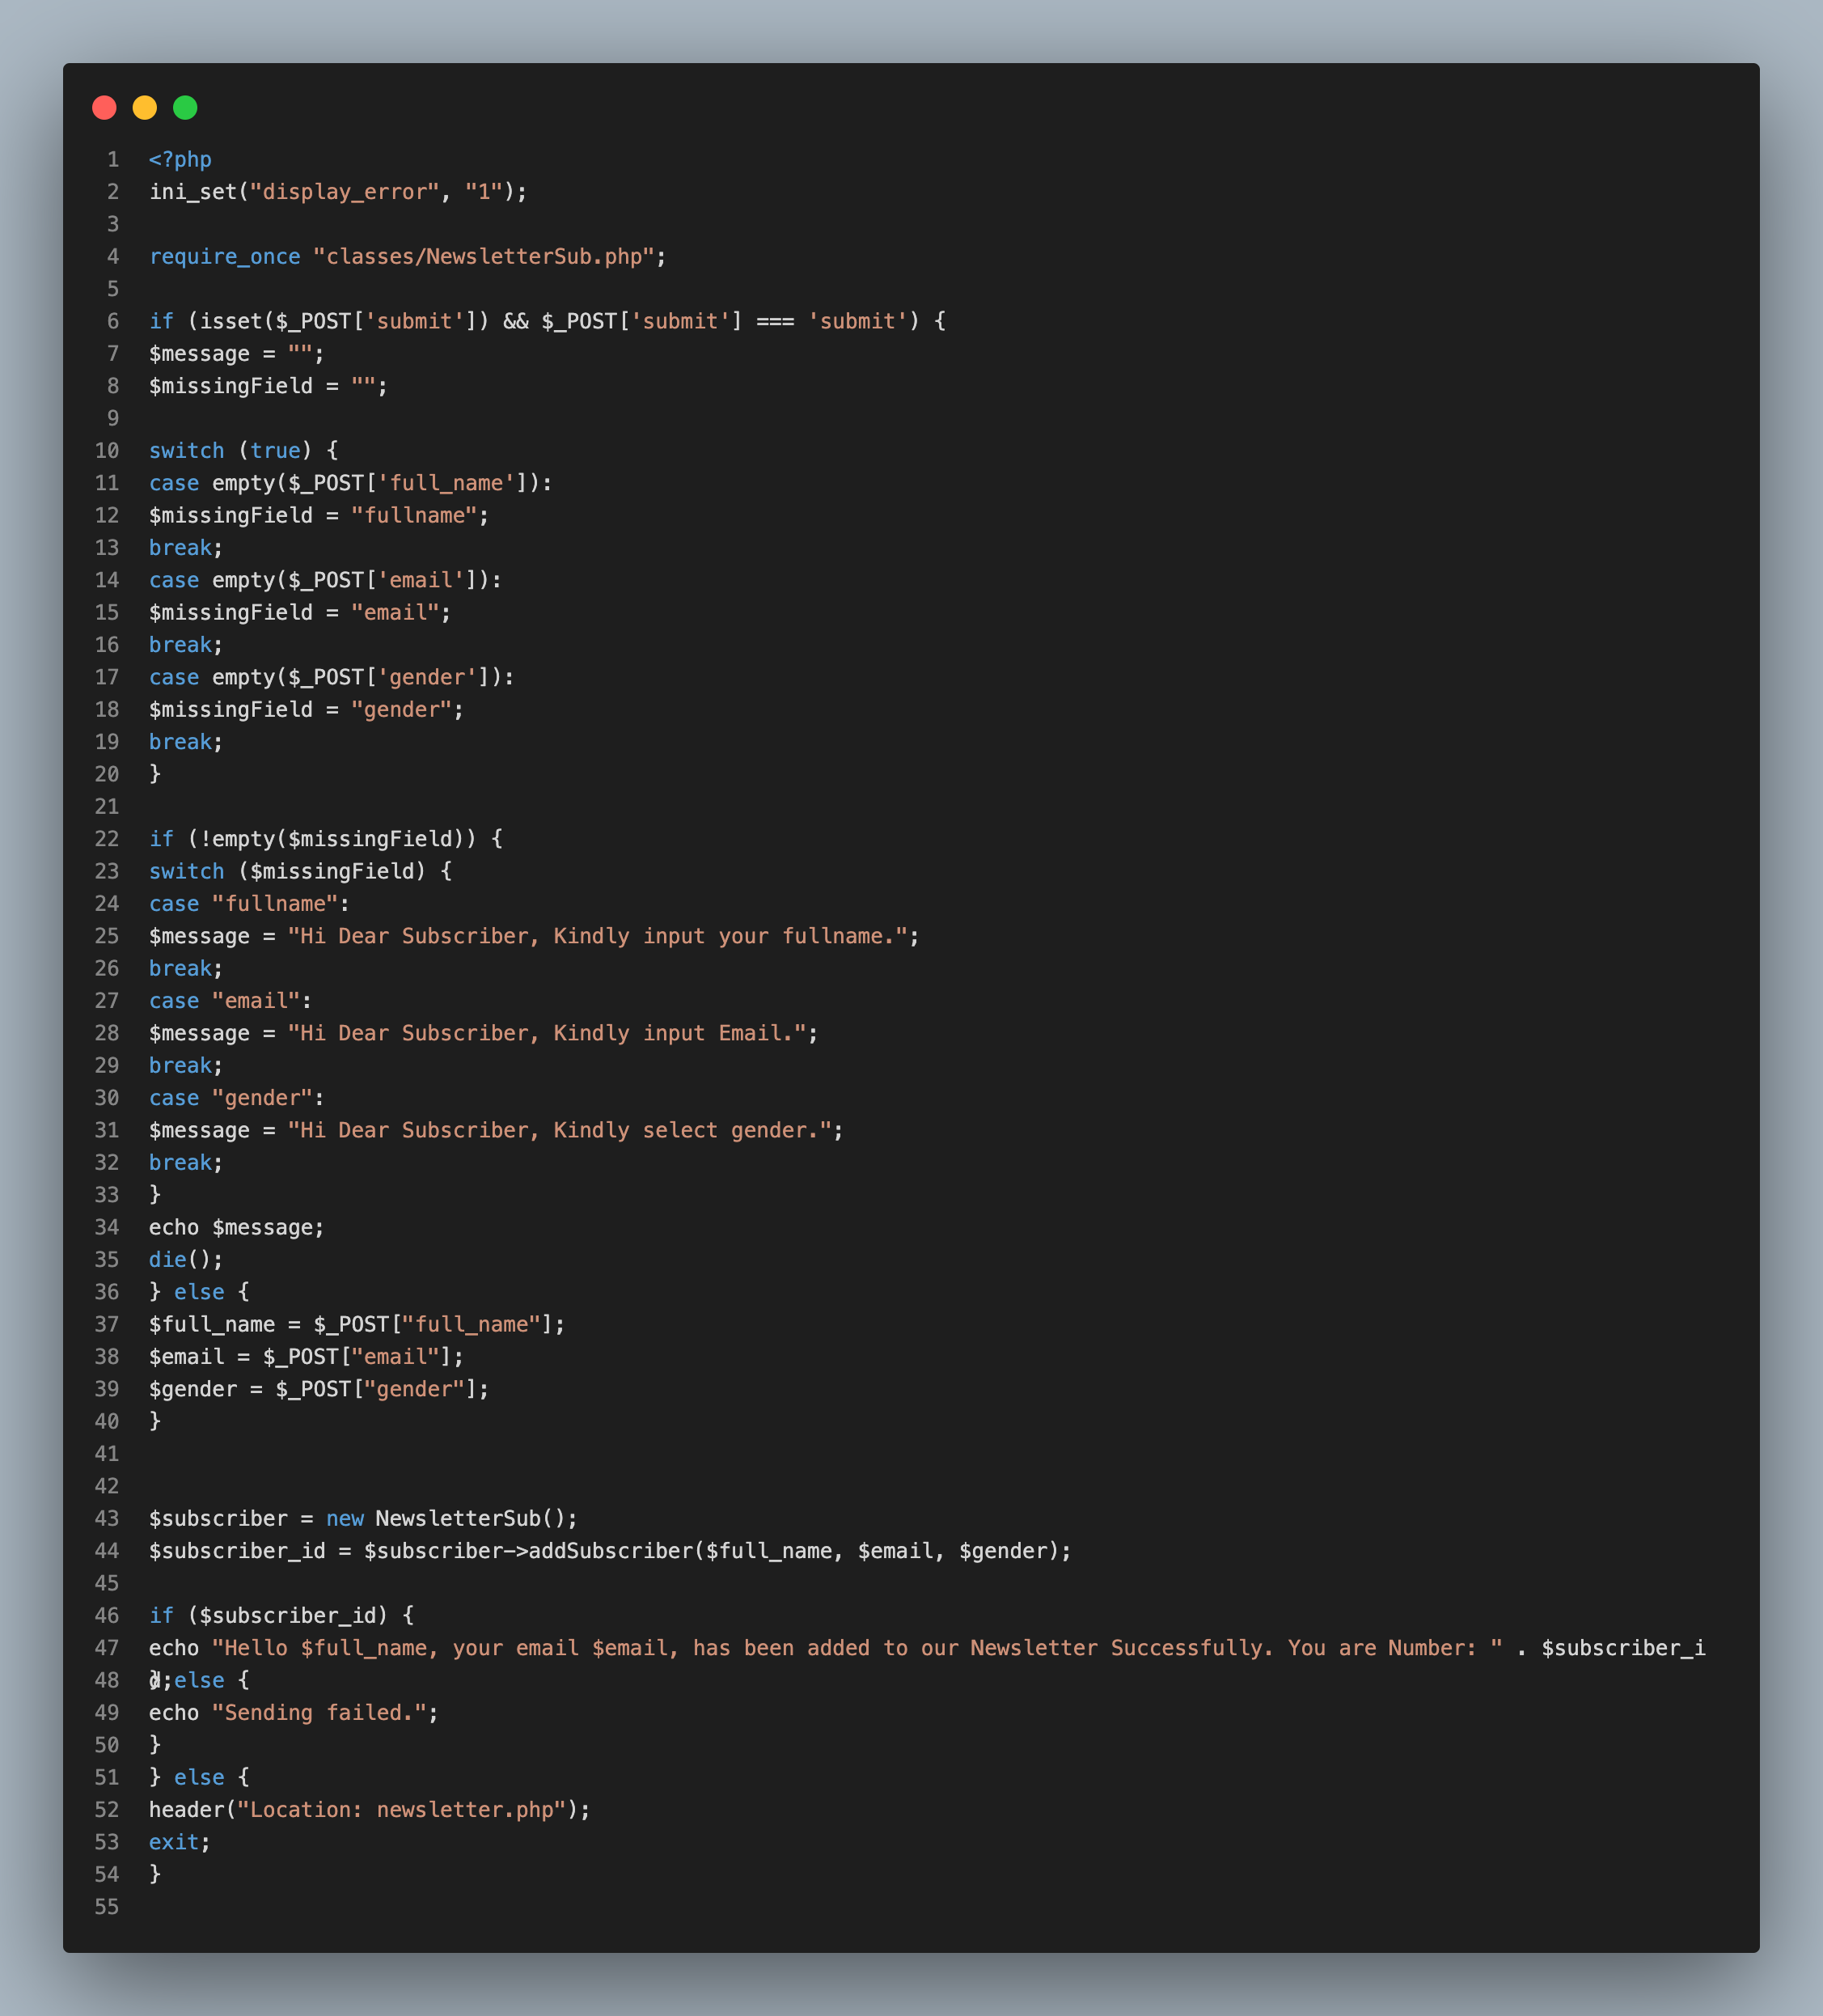 1 <?php
2 ini_set("display_error", "1");
3
4 require_once "classes/NewsletterSub.php";
5
6 if (isset($_POST['submit']) && $_POST['submit'] === 'submit') {
7 $message = "";
8 $missingField = "";
9
10 switch (true) {
11 case empty($_POST['full_name']):
12 $missingField = "fullname";
13 break;
14 case empty($_POST['email']):
15 $missingField = "email";
16 break;
17 case empty($_POST['gender']):
18 $missingField = "gender";
19 break;
20 }
21
22 if (!empty($missingField)) {
23 switch ($missingField) {
24 case "fullname":
25 $message = "Hi Dear Subscriber, Kindly input your fullname.";
26 break;
27 case "email":
28 $message = "Hi Dear Subscriber, Kindly input Email.";
29 break;
30 case "gender":
31 $message = "Hi Dear Subscriber, Kindly select gender.";
32 break;
33 }
34 echo $message;
35 die();
36 } else {
37 $full_name = $_POST["full_name"];
38 $email = $_POST["email"];
39 $gender = $_POST["gender"];
40 }
41
42
43 $subscriber = new NewsletterSub();
44 $subscriber_id = $subscriber->addSubscriber($full_name, $email, $gender);
45
46 if ($subscriber_id) {
47 echo "Hello $full_name, your email $email, has been added to our Newsletter Successfully. You are Number: " . $subscriber_i
d;
48 } else {
49 echo "Sending failed.";
50 }
51 } else {
52 header("Location: newsletter.php");
53 exit;
54 }
55